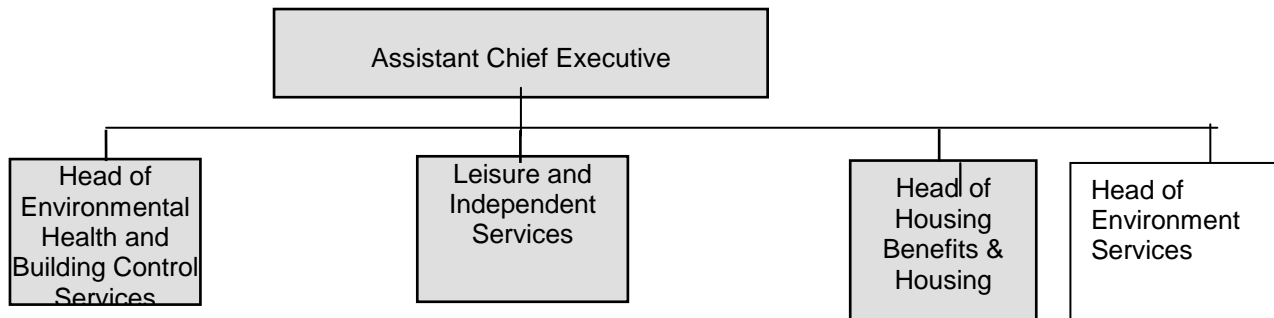 Assistant Chief Executive
Head of
Environmental
Health and
Building Control
Services
Leisure and
Independent
Services
Head of
Housing
Benefits &
Housing
Head of
Environment
Services